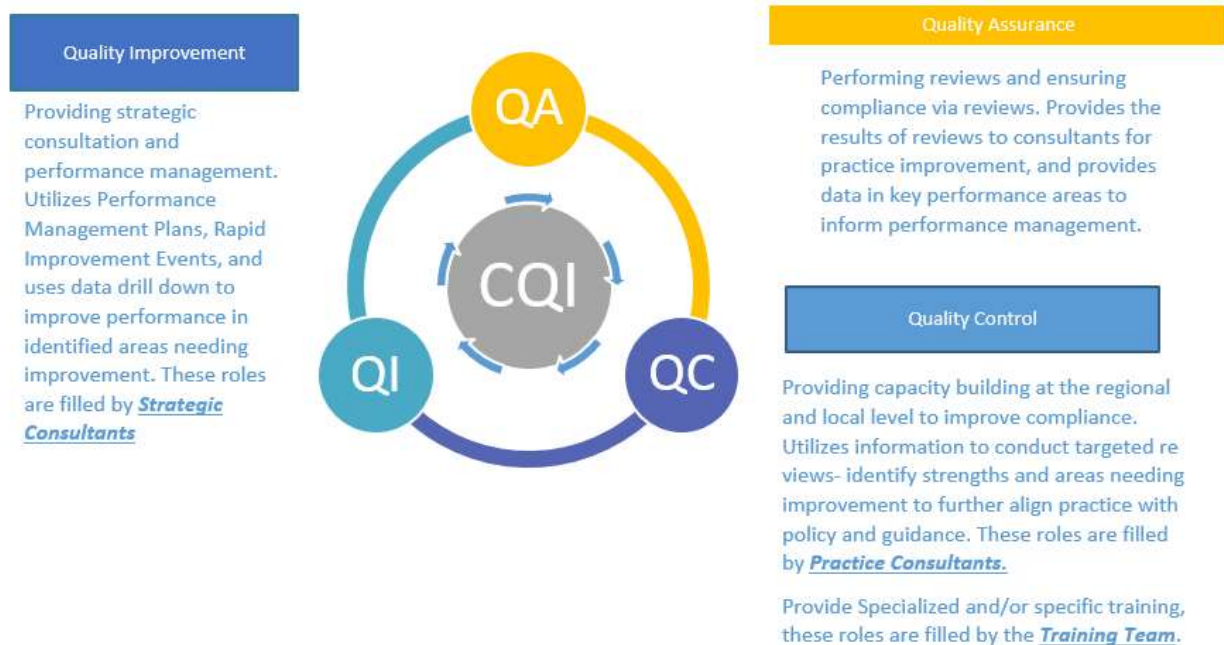 Quality Improvement
Providing strategic
consultation and
performance management.
Utilizes Performance
Management Plans, Rapid
Improvement Events, and
uses data drill down to
improve performance in
identified areas needing
improvement. These roles
are filled by Strategic
Consultants
QA
CQI
QI
QC
Quality Assurance
Performing reviews and ensuring
compliance via reviews. Provides the
results of reviews to consultants for
practice improvement, and provides
data in key performance areas to
inform performance management.
Quality Control
Providing capacity building at the regional
and local level to improve compliance.
Utilizes information to conduct targeted re
views- identify strengths and areas needing
improvement to further align practice with
policy and guidance. These roles are filled
by Practice Consultants.
Provide Specialized and/or specific training,
these roles are filled by the Training Team.